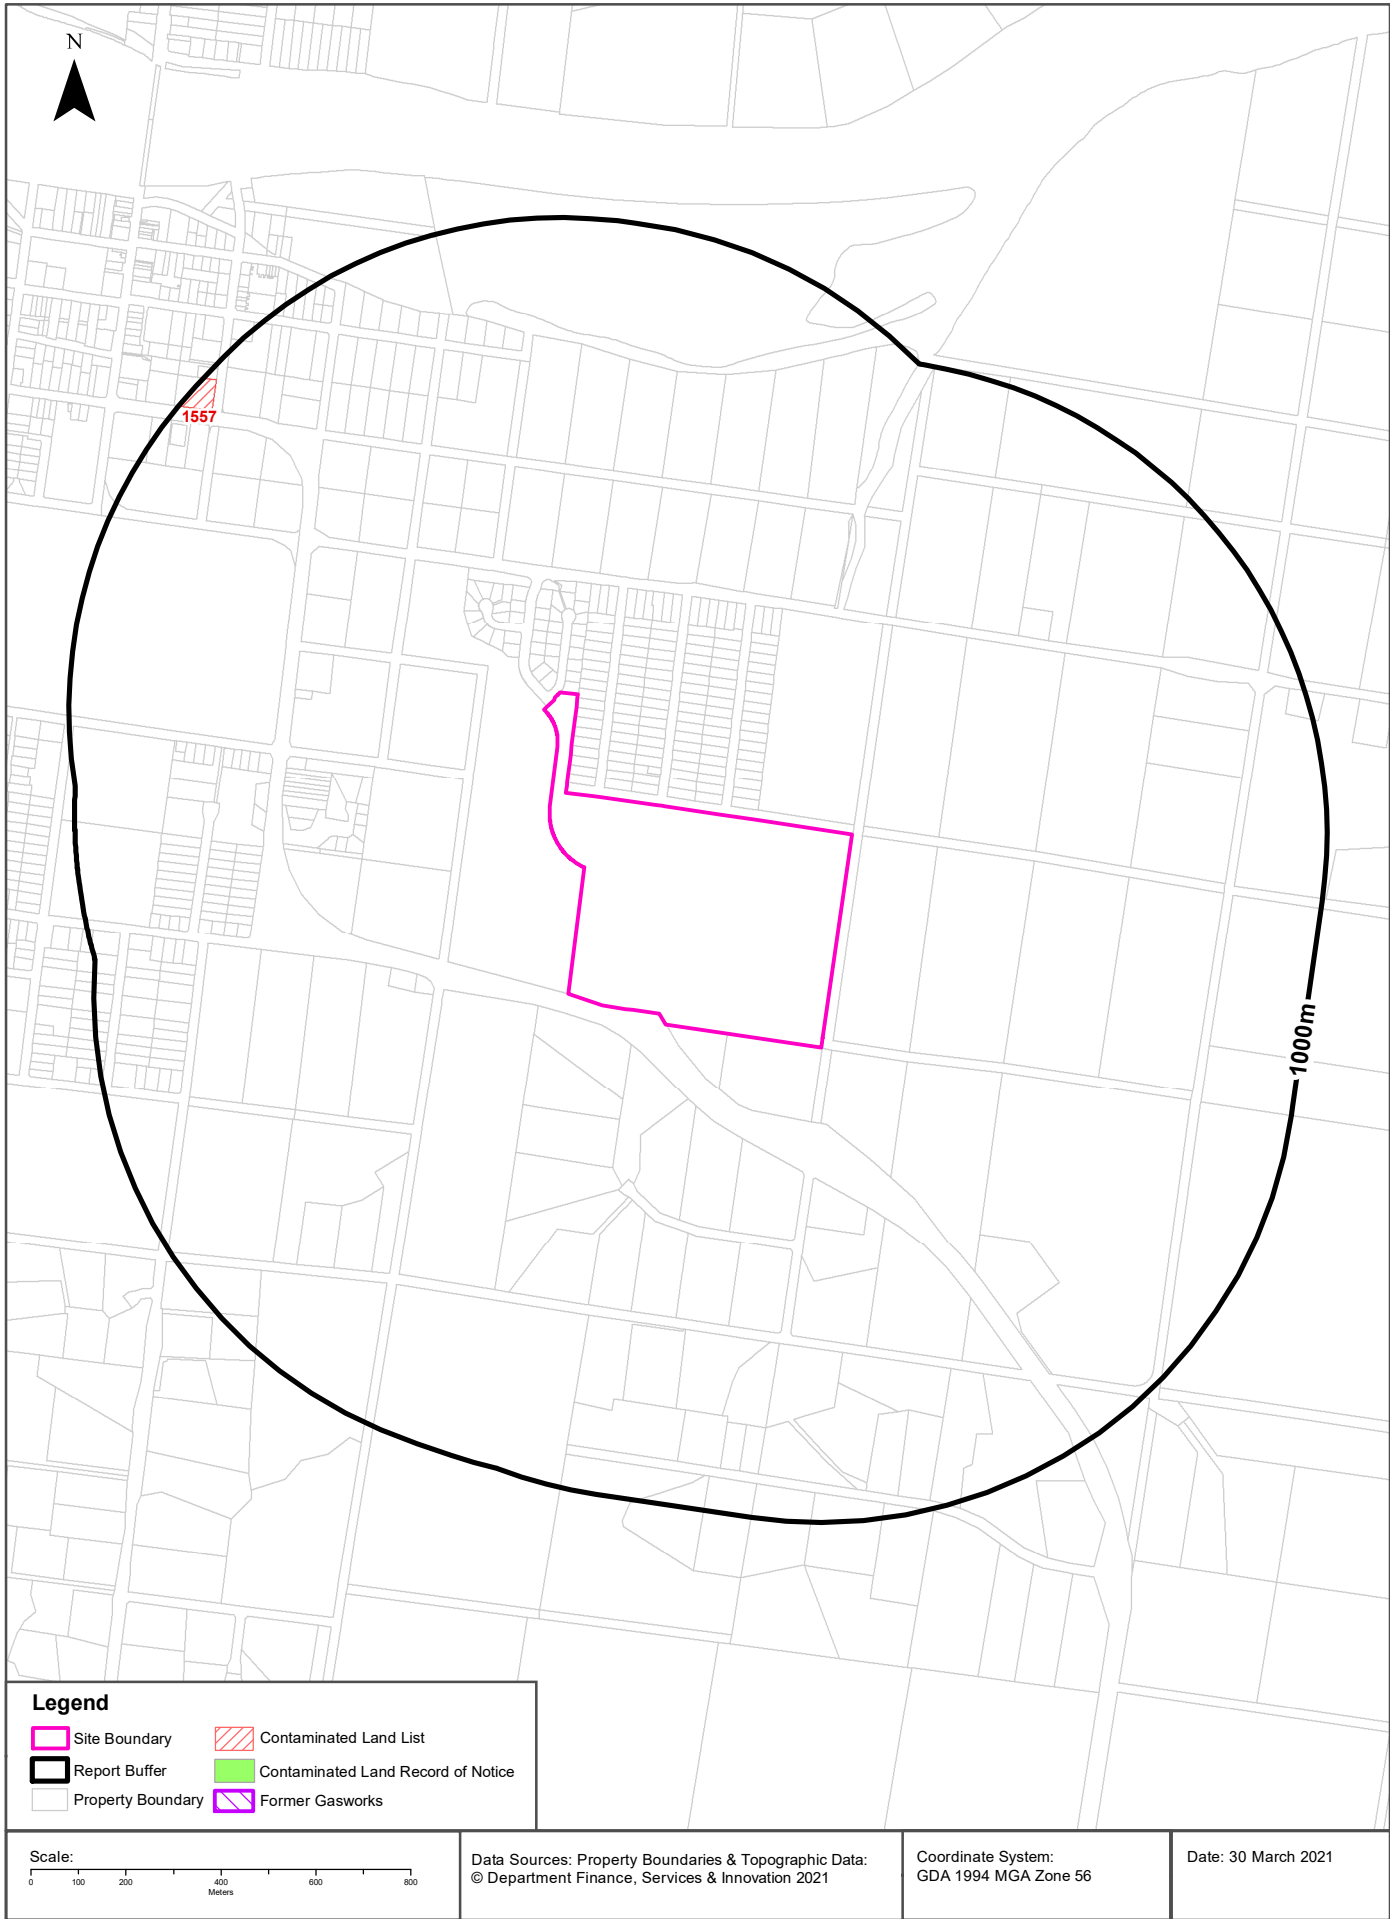 N
1557
1000m
Legend
Site Boundary
Contaminated Land List
Report Buffer
Contaminated Land Record of Notice
Property Boundary
Former Gasworks
Scale:
0 100 200 400 600 800
Meters
Data Sources: Property Boundaries & Topographic Data:
© Department Finance, Services & Innovation 2021
Coordinate System:
GDA 1994 MGA Zone 56
Date: 30 March 2021